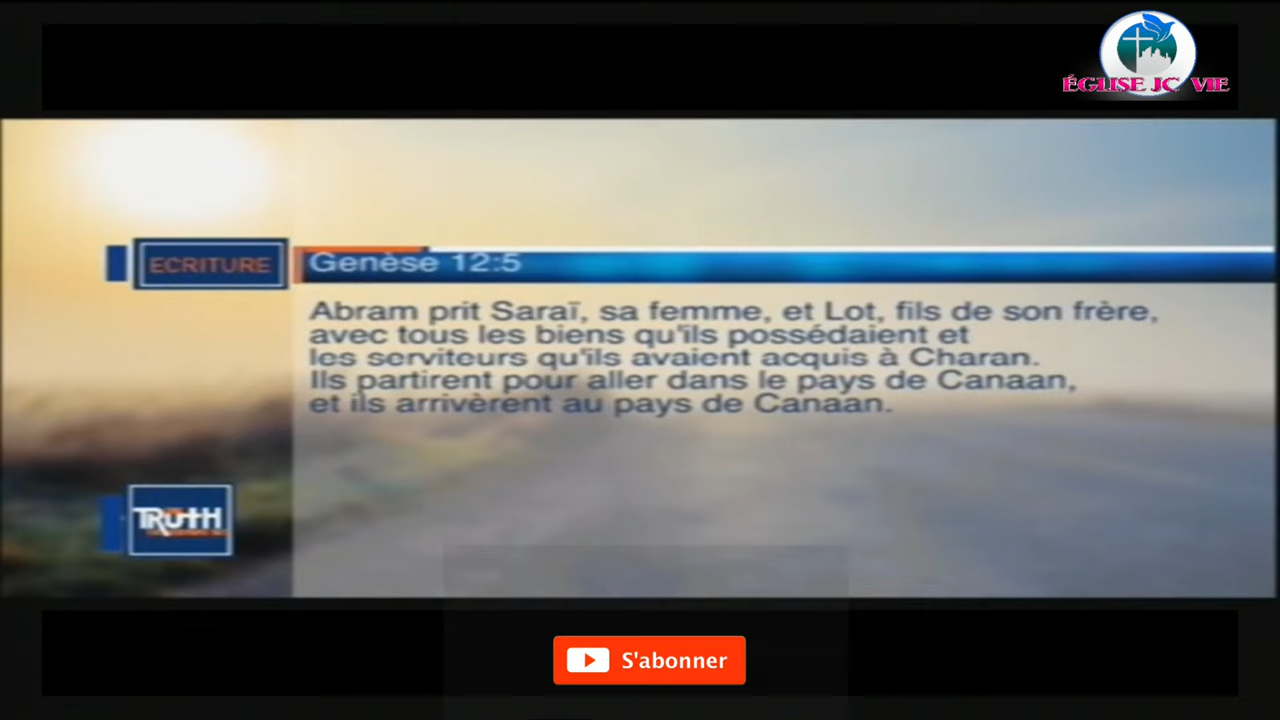 ÉGLISE JC VIE
ECRITURE
Genèse 12:5
Abram prit Saraï, sa femme, et Lot, fils de son frère,
avec tous les biens qu'ils possédaient et
les serviteurs qu'ils avaient acquis à Charan.
Ils partirent pour aller dans le pays de Canaan,
et ils arrivèrent au pays de Canaan.
TRUTH
S'abonner